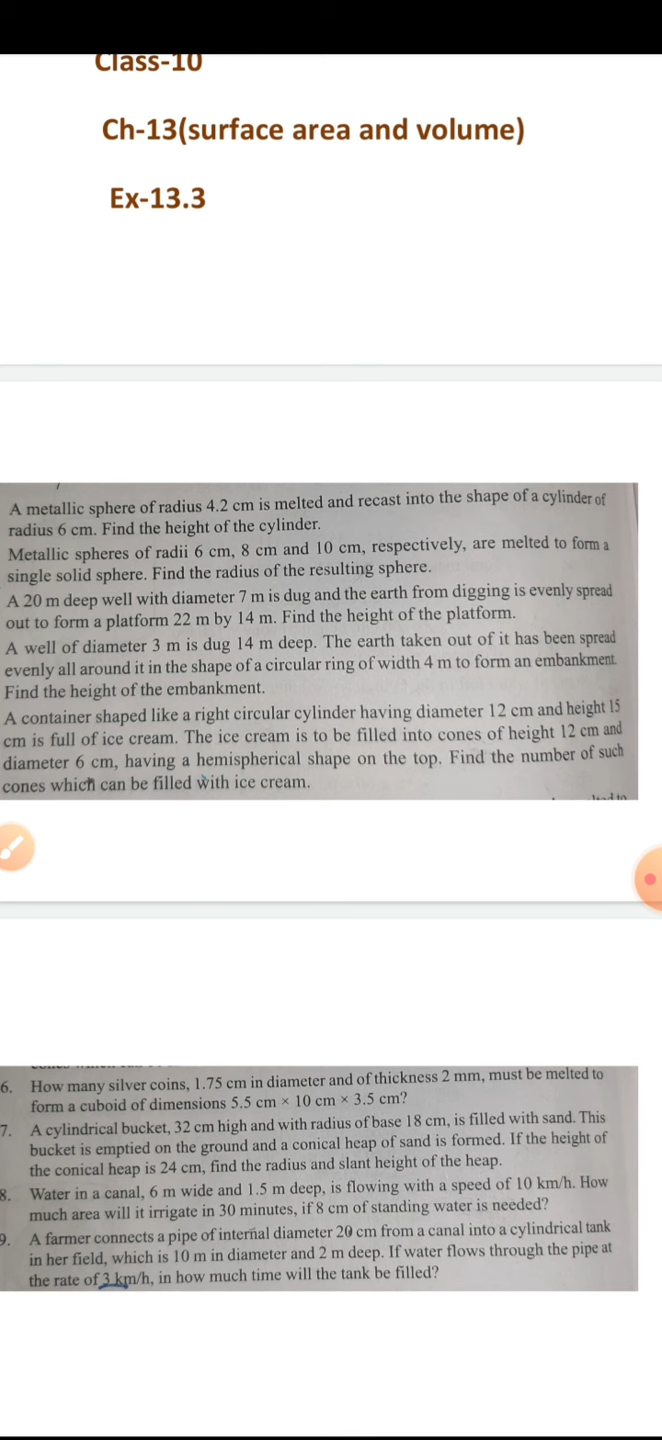 Class-10
Ch-13(surface area and volume)
Ex-13.3
A metallic sphere of radius 4.2 cm is melted and recast into the shape of a cylinder of
radius 6 cm. Find the height of the cylinder.
Metallic spheres of radii 6 cm, 8 cm and 10 cm, respectively, are melted to form a
single solid sphere. Find the radius of the resulting sphere.
A 20 m deep well with diameter 7 m is dug and the earth from digging is evenly spread
out to form a platform 22 m by 14 m. Find the height of the platform.
A well of diameter 3 m is dug 14 m deep. The earth taken out of it has been spread
evenly all around it in the shape of a circular ring of width 4 m to form an embankment.
Find the height of the embankment.
A container shaped like a right circular cylinder having diameter 12 cm and height 15
cm is full of ice cream. The ice cream is to be filled into cones of height 12 cm and
diameter 6 cm, having a hemispherical shape on the top. Find the number of such
cones which can be filled with ice cream.
6. How many silver coins, 1.75 cm in diameter and of thickness 2 mm, must be melted to
form a cuboid of dimensions 5.5 cm × 10 cm × 3.5 cm?
7. A cylindrical bucket, 32 cm high and with radius of base 18 cm, is filled with sand. This
bucket is emptied on the ground and a conical heap of sand is formed. If the height of
the conical heap is 24 cm, find the radius and slant height of the heap.
8. Water in a canal, 6 m wide and 1.5 m deep, is flowing with a speed of 10 km/h. How
much area will it irrigate in 30 minutes, if 8 cm of standing water is needed?
9. A farmer connects a pipe of internal diameter 20 cm from a canal into a cylindrical tank
in her field, which is 10 m in diameter and 2 m deep. If water flows through the pipe at
the rate of 3 km/h, in how much time will the tank be filled?